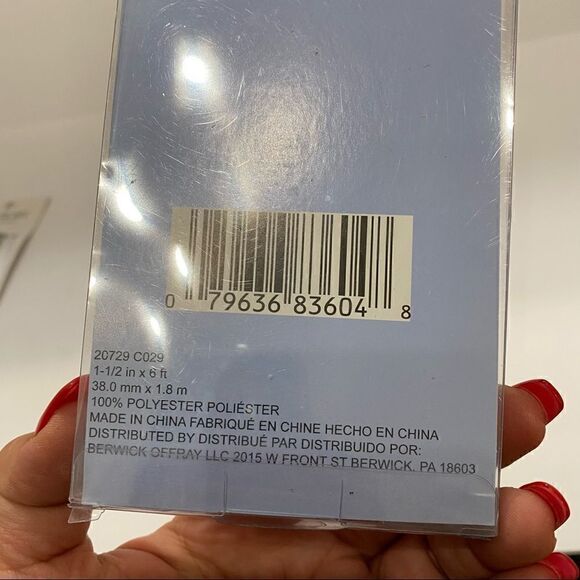 0 79636 83604 8
20729 C029
1-1/2 in x 6 ft
38.0 mm x 1.8 m
100% POLYESTER POLIÉSTER
MADE IN CHINA FABRIQUÉ EN CHINE HECHO EN CHINA
DISTRIBUTED BY DISTRIBUÉ PAR DISTRIBUIDO POR:
BERWICK OFFRAY LLC 2015 W FRONT ST BERWICK, PA 18603